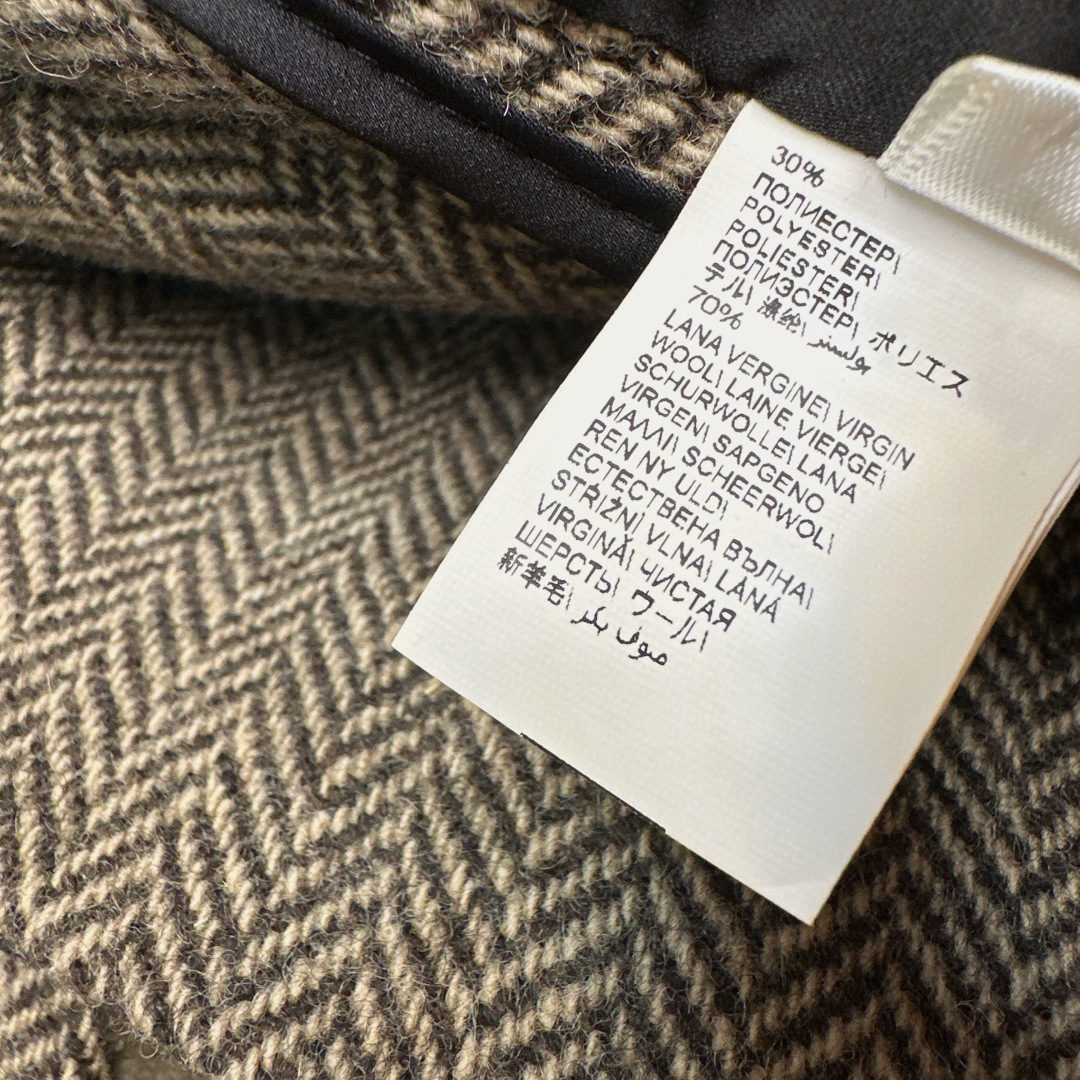 30%
ПОЛИЕСТЕР\
POLYESTER\
POLIESTER\
ПОЛИЭСТЕР\ ポリエス
テル\ 涤纶\ بوليستر
70%
LANA VERGINE\ VIRGIN
WOOL\ LAINE VIERGE\
SCHURWOLLE\ LANA
VIRGEN\ SAPGENO
ΜΑΛΛΙ\ SCHEERWOL\
REN NY ULD\
ЕСТЕСТВЕНА ВЪЛНА\
STŘIŽNÍ VLNA\ LANĂ
VIRGINĂ\ ЧИСТАЯ
ШЕРСТЬ\ ウール\
新羊毛\ صوف بكر